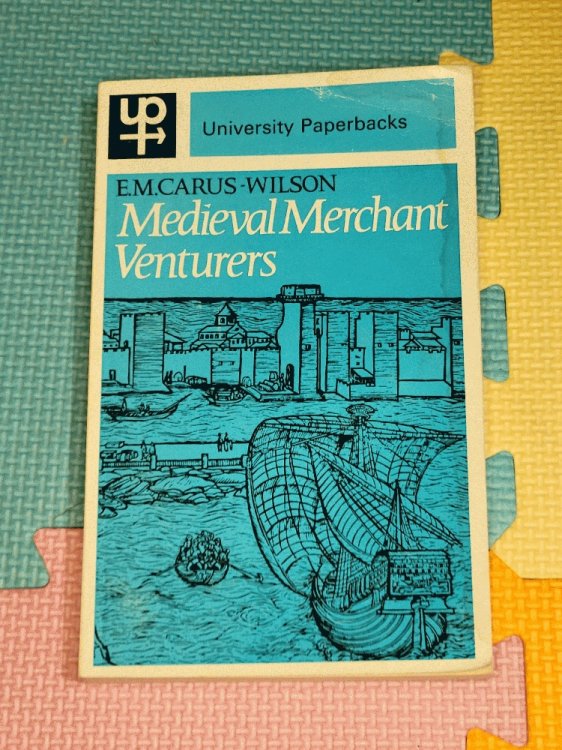 up
University Paperbacks
E.M.CARUS-WILSON
Medieval Merchant
Venturers